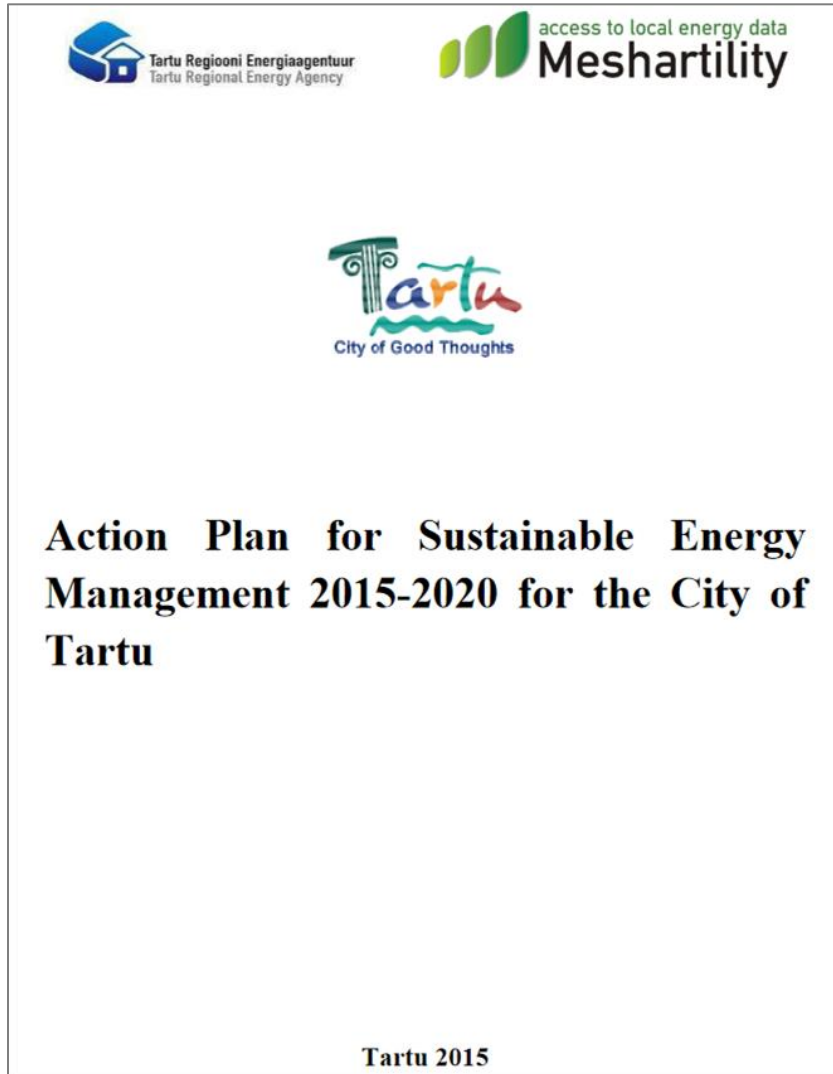 Tartu Regiooni Energiaagentuur
Tartu Regional Energy Agency
access to local energy data
Meshartility
Tartu
City of Good Thoughts
Action Plan for Sustainable Energy
Management 2015-2020 for the City of
Tartu
Tartu 2015